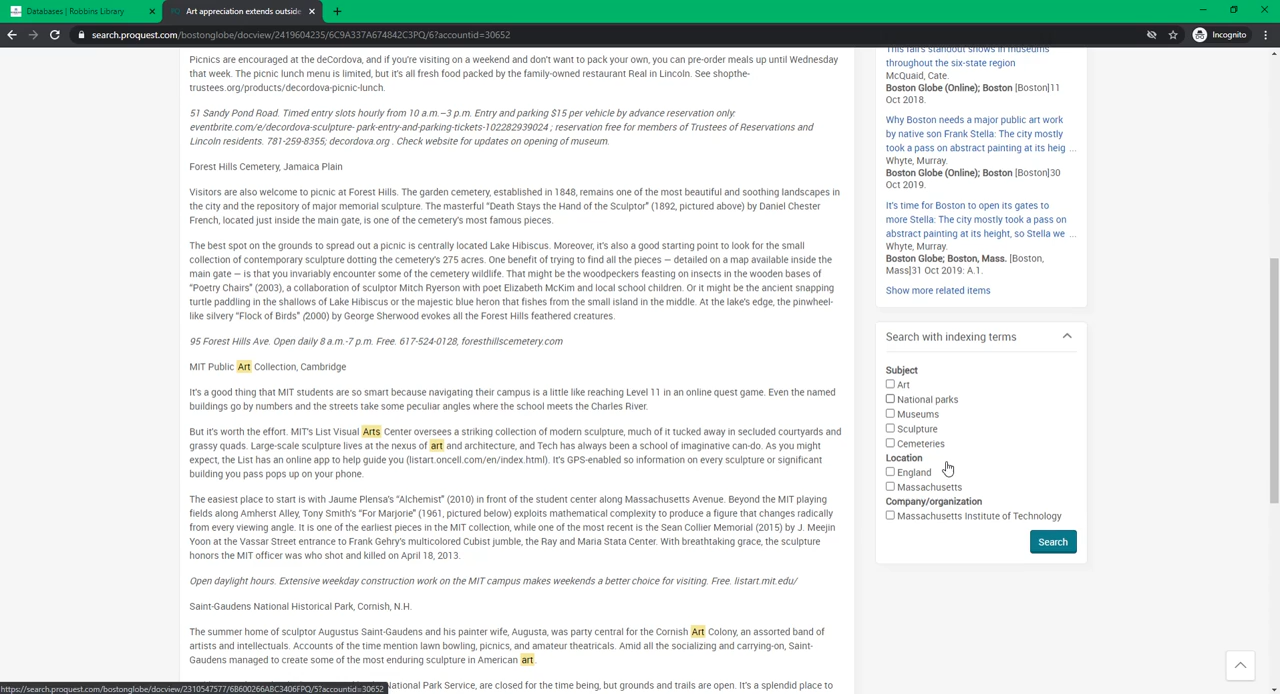 Databases | Robbins Library
Art appreciation extends outside
search.proquest.com/bostonglobe/docview/2419604235/6C9A337A674842C3PQ/6?accountid=30652
Incognito
Picnics are encouraged at the deCordova, and if you're visiting on a weekend and don't want to pack your own, you can pre-order meals up until Wednesday
that week. The picnic lunch menu is limited, but it's all fresh food packed by the family-owned restaurant Real in Lincoln. See shopthe-
trustees.org/products/decordova-picnic-lunch.
51 Sandy Pond Road. Timed entry slots hourly from 10 a.m.–3 p.m. Entry and parking $15 per vehicle by advance reservation only:
eventbrite.com/e/decordova-sculpture- park-entry-and-parking-tickets-102282939024 ; reservation free for members of Trustees of Reservations and
Lincoln residents. 781-259-8355; decordova.org . Check website for updates on opening of museum.
Forest Hills Cemetery, Jamaica Plain
Visitors are also welcome to picnic at Forest Hills. The garden cemetery, established in 1848, remains one of the most beautiful and soothing landscapes in
the city and the repository of major memorial sculpture. The masterful “Death Stays the Hand of the Sculptor” (1892, pictured above) by Daniel Chester
French, located just inside the main gate, is one of the cemetery's most famous pieces.
The best spot on the grounds to spread out a picnic is centrally located Lake Hibiscus. Moreover, it's also a good starting point to look for the small
collection of contemporary sculpture dotting the cemetery's 275 acres. One benefit of trying to find all the pieces — detailed on a map available inside the
main gate — is that you invariably encounter some of the cemetery wildlife. That might be the woodpeckers feasting on insects in the wooden bases of
“Poetry Chairs” (2003), a collaboration of sculptor Mitch Ryerson with poet Elizabeth McKim and local school children. Or it might be the ancient snapping
turtle paddling in the shallows of Lake Hibiscus or the majestic blue heron that fishes from the small island in the middle. At the lake's edge, the pinwheel-
like silvery “Flock of Birds” (2000) by George Sherwood evokes all the Forest Hills feathered creatures.
95 Forest Hills Ave. Open daily 8 a.m.-7 p.m. Free. 617-524-0128, foresthillscemetery.com
MIT Public Art Collection, Cambridge
It's a good thing that MIT students are so smart because navigating their campus is a little like reaching Level 11 in an online quest game. Even the named
buildings go by numbers and the streets take some peculiar angles where the school meets the Charles River.
But it's worth the effort. MIT's List Visual Arts Center oversees a striking collection of modern sculpture, much of it tucked away in secluded courtyards and
grassy quads. Large-scale sculpture lives at the nexus of art and architecture, and Tech has always been a school of imaginative can-do. As you might
expect, the List has an online app to help guide you (listart.oncell.com/en/index.html). It's GPS-enabled so information on every sculpture or significant
building you pass pops up on your phone.
The easiest place to start is with Jaume Plensa's “Alchemist” (2010) in front of the student center along Massachusetts Avenue. Beyond the MIT playing
fields along Amherst Alley, Tony Smith's “For Marjorie” (1961, pictured below) exploits mathematical complexity to produce a figure that changes radically
from every viewing angle. It is one of the earliest pieces in the MIT collection, while one of the most recent is the Sean Collier Memorial (2015) by J. Meejin
Yoon at the Vassar Street entrance to Frank Gehry's multicolored Cubist jumble, the Ray and Maria Stata Center. With breathtaking grace, the sculpture
honors the MIT officer was who shot and killed on April 18, 2013.
Open daylight hours. Extensive weekday construction work on the MIT campus makes weekends a better choice for visiting. Free. listart.mit.edu/
Saint-Gaudens National Historical Park, Cornish, N.H.
The summer home of sculptor Augustus Saint-Gaudens and his painter wife, Augusta, was party central for the Cornish Art Colony, an assorted band of
artists and intellectuals. Accounts of the time mention lawn bowling, picnics, and amateur theatricals. Amid all the socializing and carrying-on, Saint-
Gaudens managed to create some of the most enduring sculpture in American art.
National Park Service, are closed for the time being, but grounds and trails are open. It's a splendid place to
This fall's standout shows in museums
throughout the six-state region
McQuaid, Cate.
Boston Globe (Online); Boston [Boston]11
Oct 2018.
Why Boston needs a major public art work
by native son Frank Stella: The city mostly
took a pass on abstract painting at its heig ...
Whyte, Murray.
Boston Globe (Online); Boston [Boston]30
Oct 2019.
It's time for Boston to open its gates to
more Stella: The city mostly took a pass on
abstract painting at its height, so Stella we ...
Whyte, Murray.
Boston Globe; Boston, Mass. [Boston,
Mass]31 Oct 2019: A.1.
Show more related items
Search with indexing terms
Subject
Art
National parks
Museums
Sculpture
Cemeteries
Location
England
Massachusetts
Company/organization
Massachusetts Institute of Technology
Search
https://search.proquest.com/bostonglobe/docview/2310547577/6B600266ABC3406FPQ/5?accountid=30652